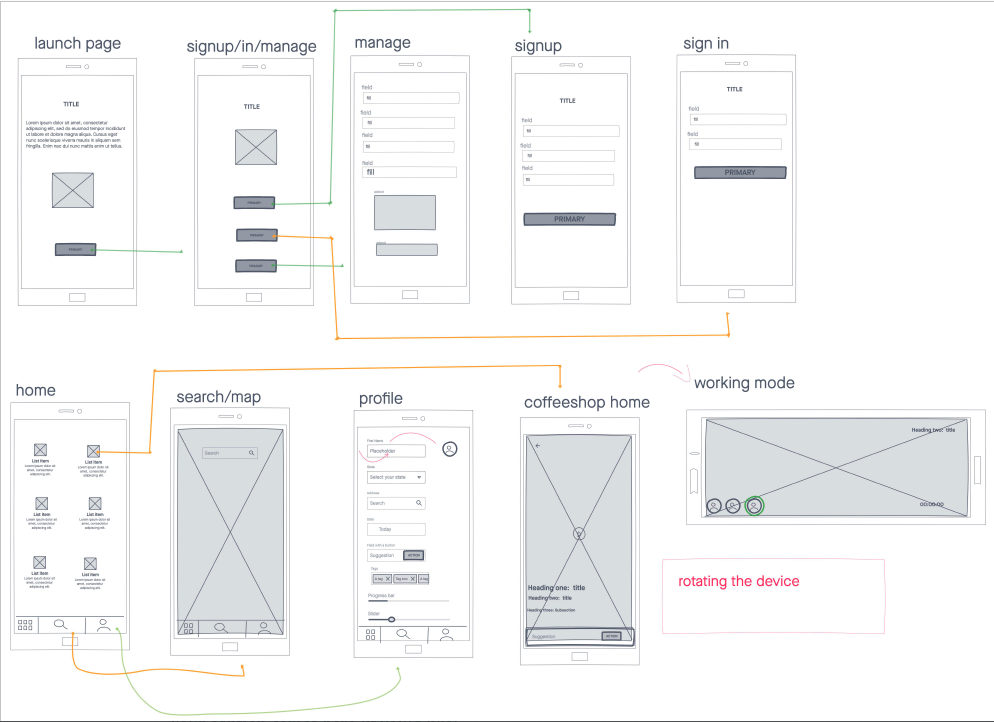 launch page
signup/in/manage
manage
signup
sign in
TITLE
Lorem ipsum dolor sit amet, consectetur
adipiscing elit, sed do eiusmod tempor incididunt
ut labore et dolore magna aliqua. Cursus eget
nunc scelerisque viverra mauris in aliquam sem
fringilla. Enim nec dui nunc mattis enim ut tellus.
PRIMARY
TITLE
PRIMARY
PRIMARY
PRIMARY
field
fill
field
fill
field
fill
field
fill
TITLE
field
fill
field
fill
field
fill
PRIMARY
TITLE
field
fill
field
fill
PRIMARY
home
search/map
profile
coffeeshop home
working mode
List item
Lorem ipsum dolor sit
amet, consectetur
adipiscing elit.
List item
Lorem ipsum dolor sit
amet, consectetur
adipiscing elit.
List item
Lorem ipsum dolor sit
amet, consectetur
adipiscing elit.
List item
Lorem ipsum dolor sit
amet, consectetur
adipiscing elit.
List item
Lorem ipsum dolor sit
amet, consectetur
adipiscing elit.
List item
Lorem ipsum dolor sit
amet, consectetur
adipiscing elit.
Search
First Name
Placeholder
State
Select your state
Address
Search
Date
Today
Field with a button
Suggestion
ACTION
Tags
A tag
Tag two
A tag
Progress bar
Slider
Heading one: title
Heading two: title
Heading three: Subsection
Suggestion
ACTION
Heading two: title
00:00:00
rotating the device